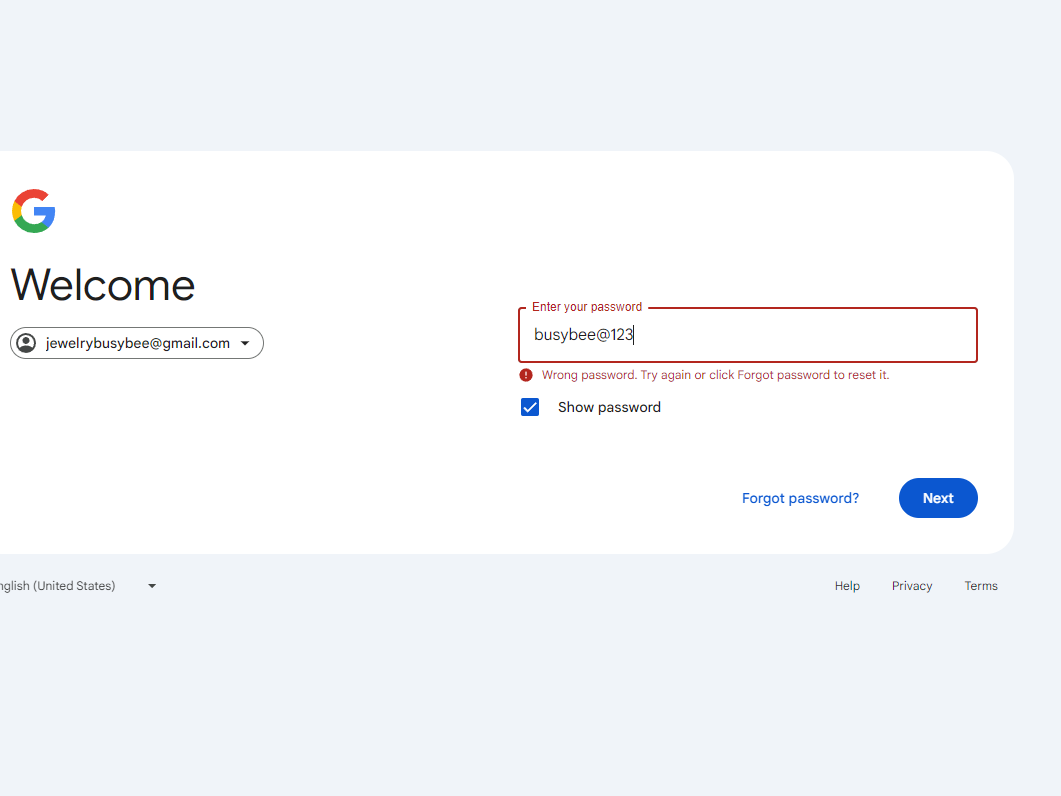 Welcome
jewelrybusybee@gmail.com
Enter your password
busybee@123
Wrong password. Try again or click Forgot password to reset it.
Show password
Forgot password?
Next
nglish (United States)
Help
Privacy
Terms